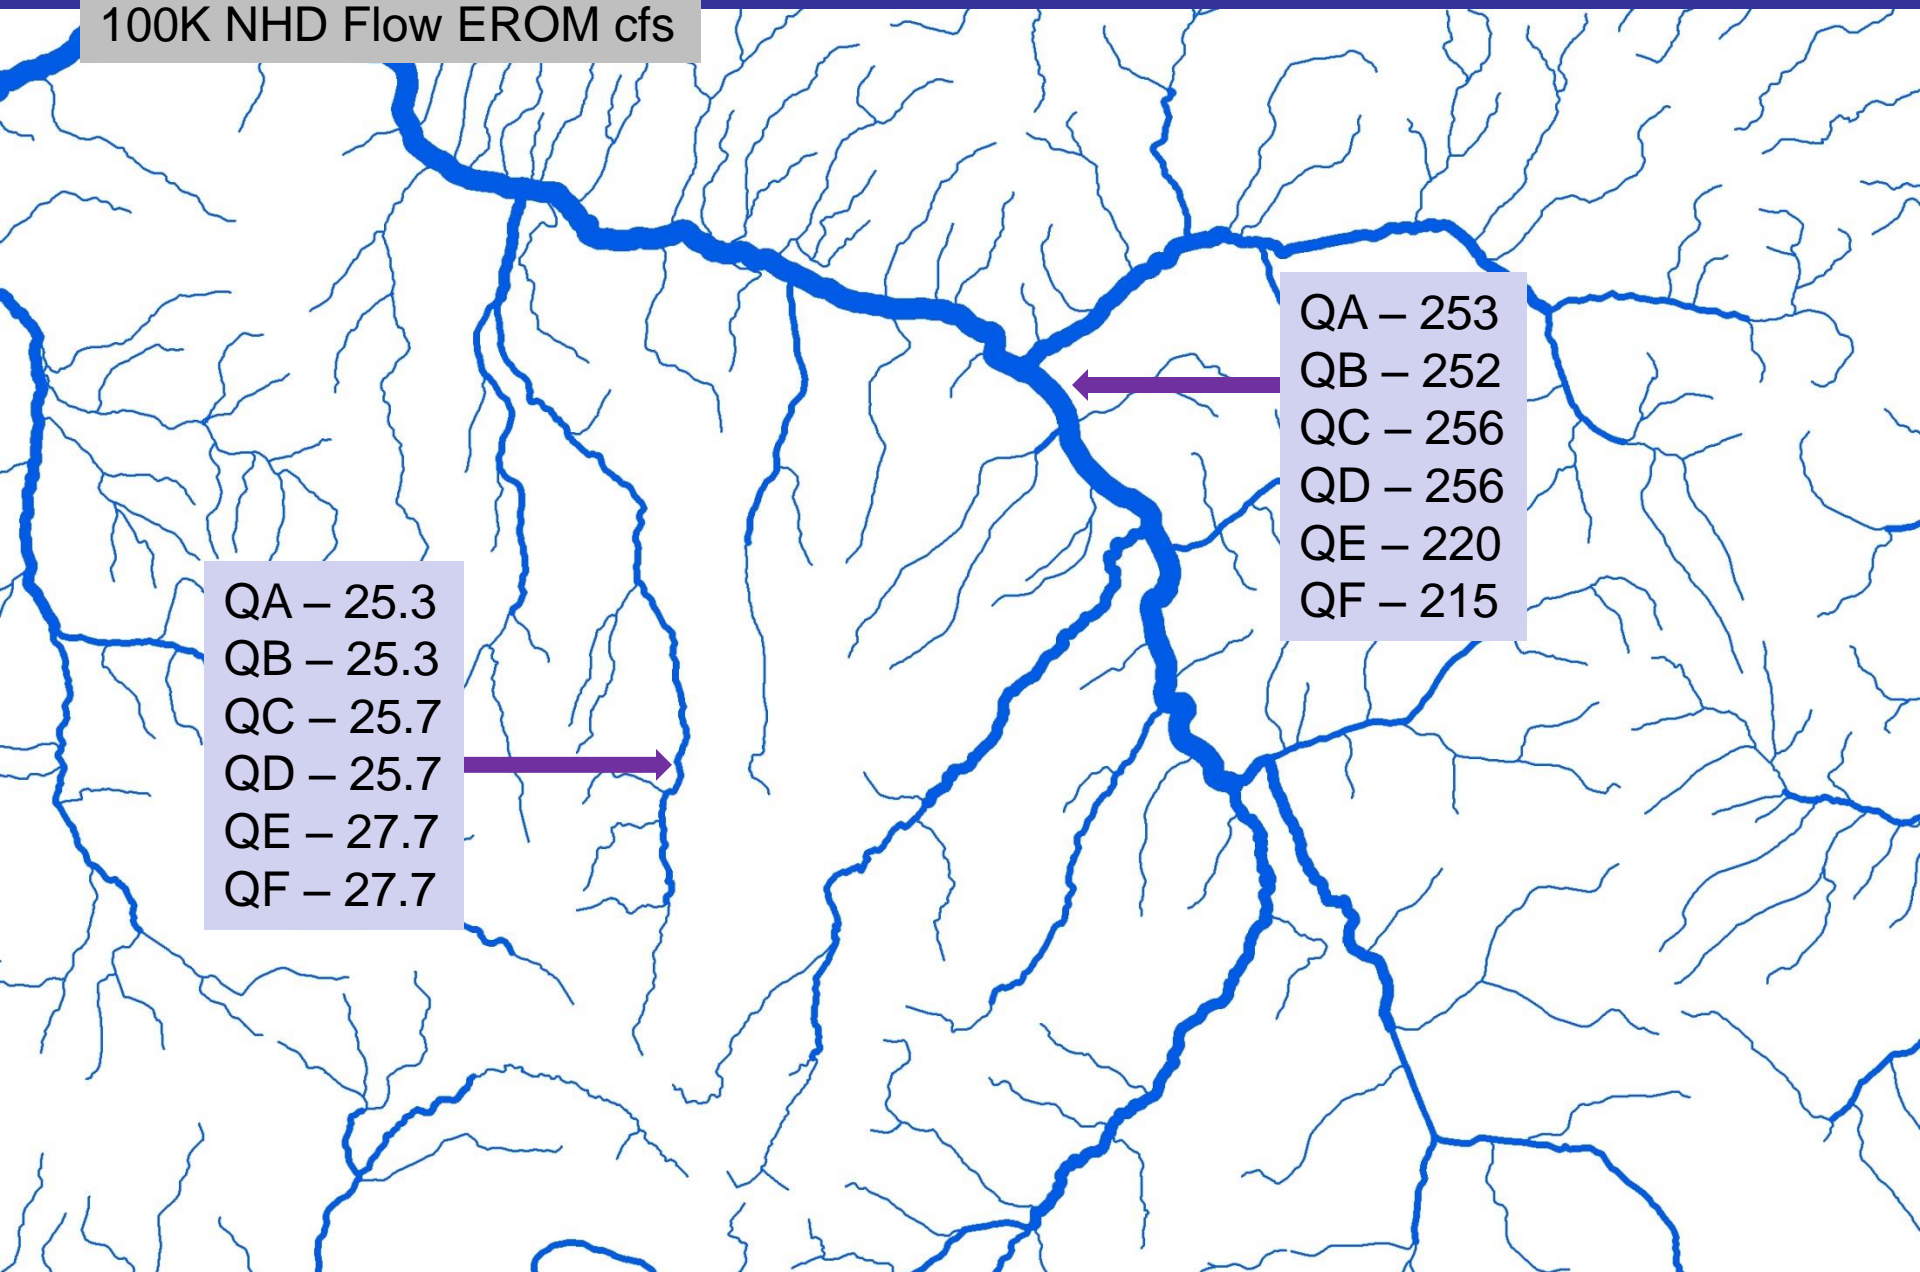 100K NHD Flow EROM cfs
QA – 253
QB – 252
QC – 256
QD – 256
QE – 220
QF – 215
QA – 25.3
QB – 25.3
QC – 25.7
QD – 25.7
QE – 27.7
QF – 27.7